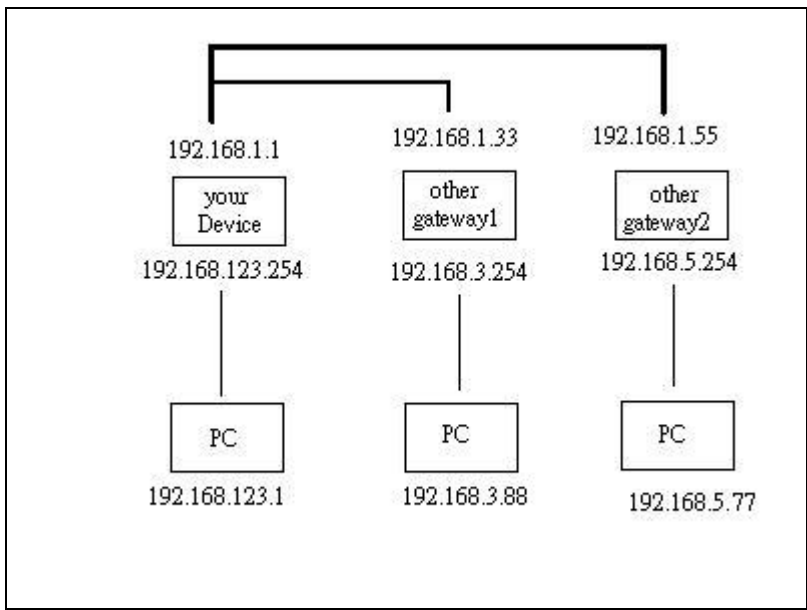 192.168.1.1
192.168.1.33
192.168.1.55
your
Device
other
gateway1
other
gateway2
192.168.123.254
192.168.3.254
192.168.5.254
PC
PC
PC
192.168.123.1
192.168.3.88
192.168.5.77